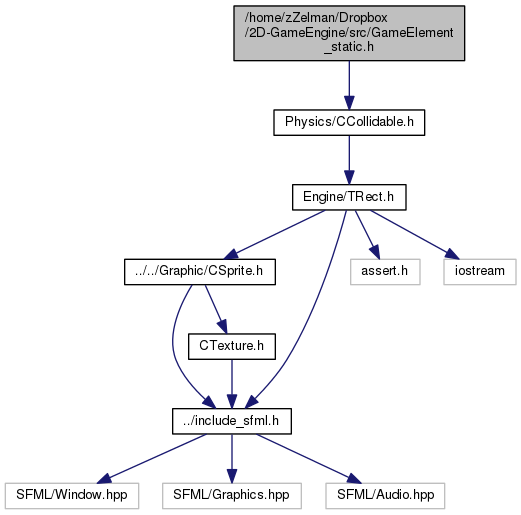 /home/zZelman/Dropbox
/2D-GameEngine/src/GameElement
_static.h
Physics/CCollidable.h
Engine/TRect.h
../../Graphic/CSprite.h
assert.h
iostream
CTexture.h
../include_sfml.h
SFML/Window.hpp
SFML/Graphics.hpp
SFML/Audio.hpp